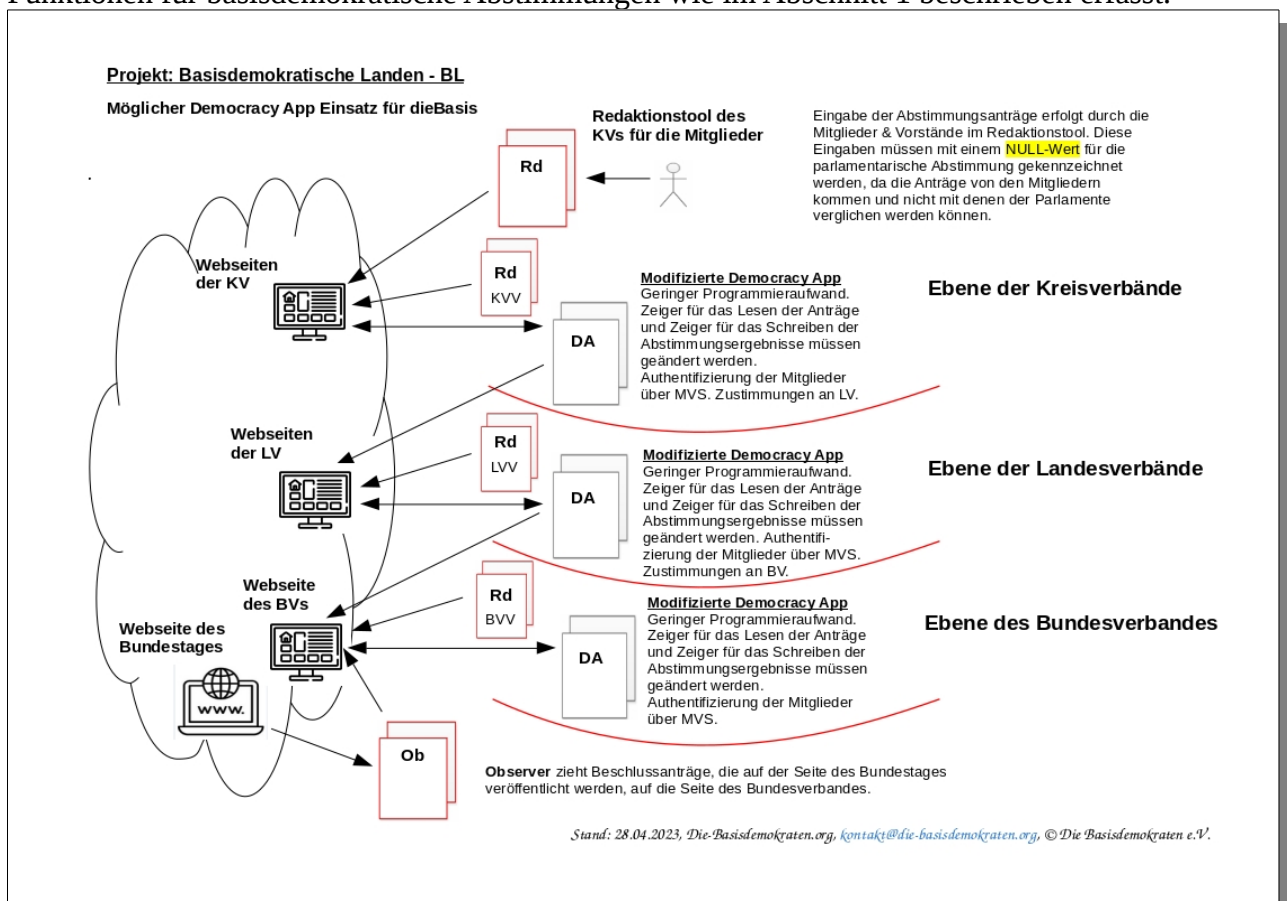 Funktionen für basisdemokratische Abstimmungen wie im Abschnitt 1 beschrieben erfasst.
Projekt: Basisdemokratische Landen - BL
Möglicher Democracy App Einsatz für dieBasis
Redaktionstool des
KVs für die Mitglieder
Eingabe der Abstimmungsanträge erfolgt durch die
Mitglieder & Vorstände im Redaktionstool. Diese
Eingaben müssen mit einem NULL-Wert für die
parlamentarische Abstimmung gekennzeichnet
werden, da die Anträge von den Mitgliedern
kommen und nicht mit denen der Parlamente
verglichen werden können.
Rd
Webseiten
der KV
Rd
KVV
Modifizierte Democracy App
Geringer Programmieraufwand.
Zeiger für das Lesen der Anträge
und Zeiger für das Schreiben der
Abstimmungsergebnisse müssen
geändert werden.
Authentifizierung der Mitglieder
über MVS. Zustimmungen an LV.
Ebene der Kreisverbände
DA
Webseiten
der LV
Rd
LVV
Modifizierte Democracy App
Geringer Programmieraufwand.
Zeiger für das Lesen der Anträge
und Zeiger für das Schreiben der
Abstimmungsergebnisse müssen
geändert werden. Authentifi-
zierung der Mitglieder über MVS.
Zustimmungen an BV.
Ebene der Landesverbände
DA
Webseite
des BVs
Rd
BVV
Modifizierte Democracy App
Geringer Programmieraufwand.
Zeiger für das Lesen der Anträge
und Zeiger für das Schreiben der
Abstimmungsergebnisse müssen
geändert werden.
Authentifizierung der Mitglieder
über MVS.
Ebene des Bundesverbandes
DA
Webseite des
Bundestages
www.
Ob
Observer zieht Beschlussanträge, die auf der Seite des Bundestages
veröffentlicht werden, auf die Seite des Bundesverbandes.
Stand: 28.04.2023, Die-Basisdemokraten.org, kontakt@die-basisdemokraten.org, © Die Basisdemokraten e.V.